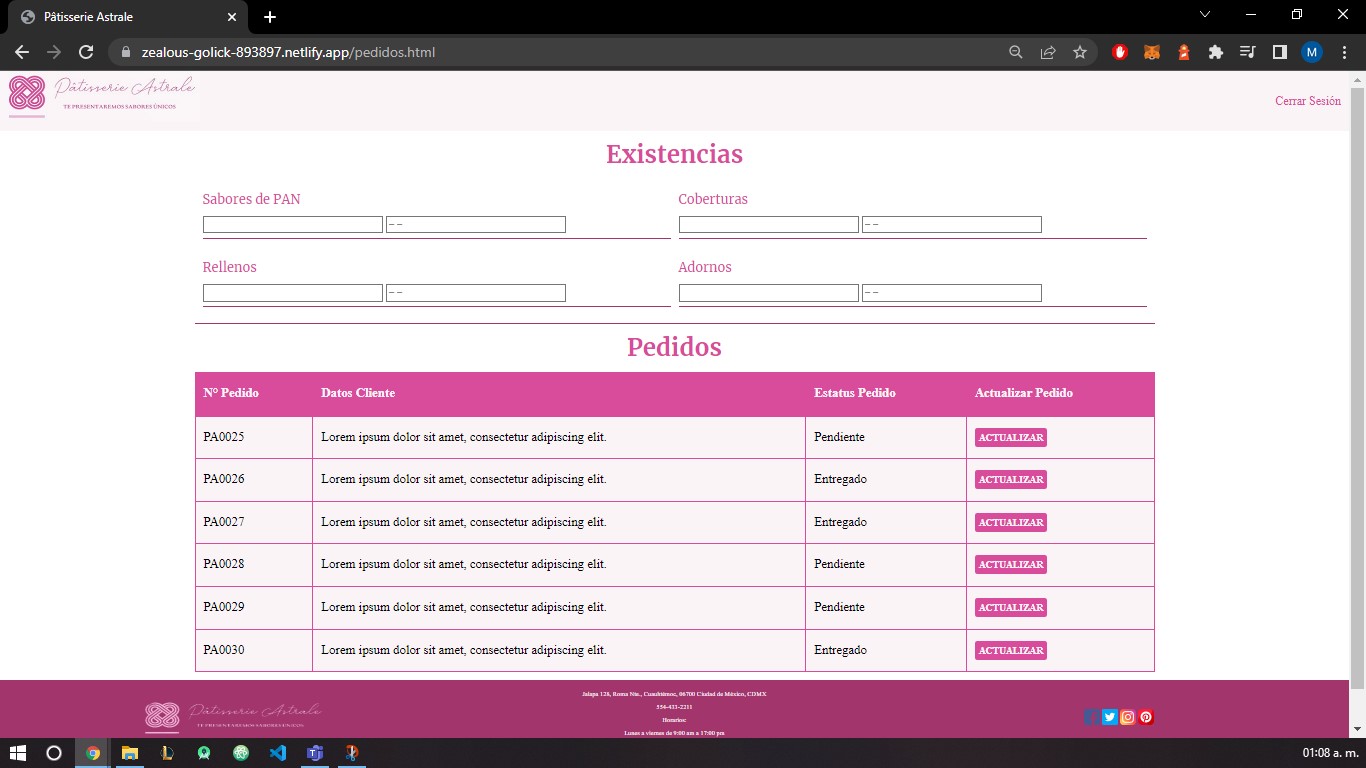 Pâtisserie Astrale
zealous-golick-893897.netlify.app/pedidos.html
M
Pâtisserie Astrale
TE PRESENTAREMOS SABORES ÚNICOS
Cerrar Sesión
Existencias
Sabores de PAN
Coberturas
--
--
Rellenos
Adornos
--
--
Pedidos
N° Pedido Datos Cliente Estatus Pedido Actualizar Pedido
PA0025 Lorem ipsum dolor sit amet, consectetur adipiscing elit. Pendiente ACTUALIZAR
PA0026 Lorem ipsum dolor sit amet, consectetur adipiscing elit. Entregado ACTUALIZAR
PA0027 Lorem ipsum dolor sit amet, consectetur adipiscing elit. Entregado ACTUALIZAR
PA0028 Lorem ipsum dolor sit amet, consectetur adipiscing elit. Pendiente ACTUALIZAR
PA0029 Lorem ipsum dolor sit amet, consectetur adipiscing elit. Pendiente ACTUALIZAR
PA0030 Lorem ipsum dolor sit amet, consectetur adipiscing elit. Entregado ACTUALIZAR
Jalapa 128, Roma Nte., Cuauhtémoc, 06700 Ciudad de México, CDMX
554-433-2211
Horarios:
Lunes a viernes de 9:00 am a 17:00 pm
Pâtisserie Astrale
TE PRESENTAREMOS SABORES ÚNICOS
01:08 a. m.